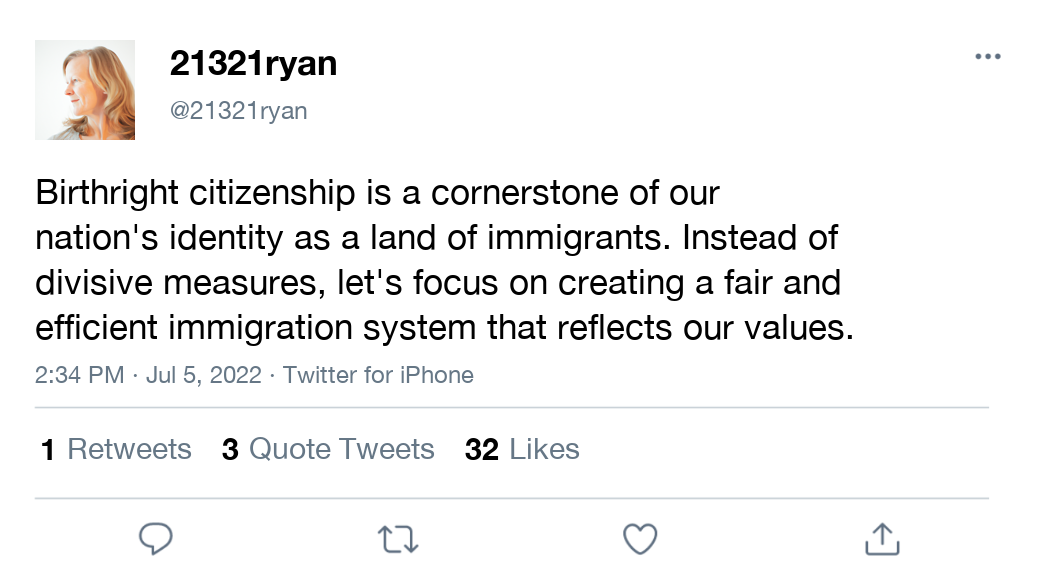 21321ryan
@21321ryan
Birthright citizenship is a cornerstone of our
nation's identity as a land of immigrants. Instead of
divisive measures, let's focus on creating a fair and
efficient immigration system that reflects our values.
2:34 PM · Jul 5, 2022 · Twitter for iPhone
1 Retweets 3 Quote Tweets 32 Likes